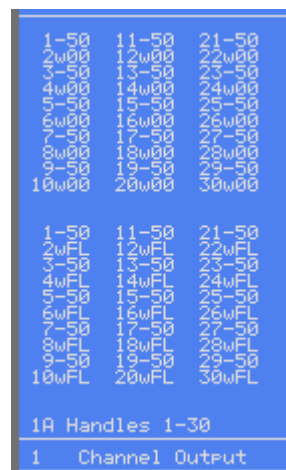 1-50 11-50 21-50
2w00 12w00 22w00
3-50 13-50 23-50
4w00 14w00 24w00
5-50 15-50 25-50
6w00 16w00 26w00
7-50 17-50 27-50
8w00 18w00 28w00
9-50 19-50 29-50
10w00 20w00 30w00
1-50 11-50 21-50
2wFL 12wFL 22wFL
3-50 13-50 23-50
4wFL 14wFL 24wFL
5-50 15-50 25-50
6wFL 16wFL 26wFL
7-50 17-50 27-50
8wFL 18wFL 28wFL
9-50 19-50 29-50
10wFL 20wFL 30wFL
1A Handles 1-30
1 Channel Output